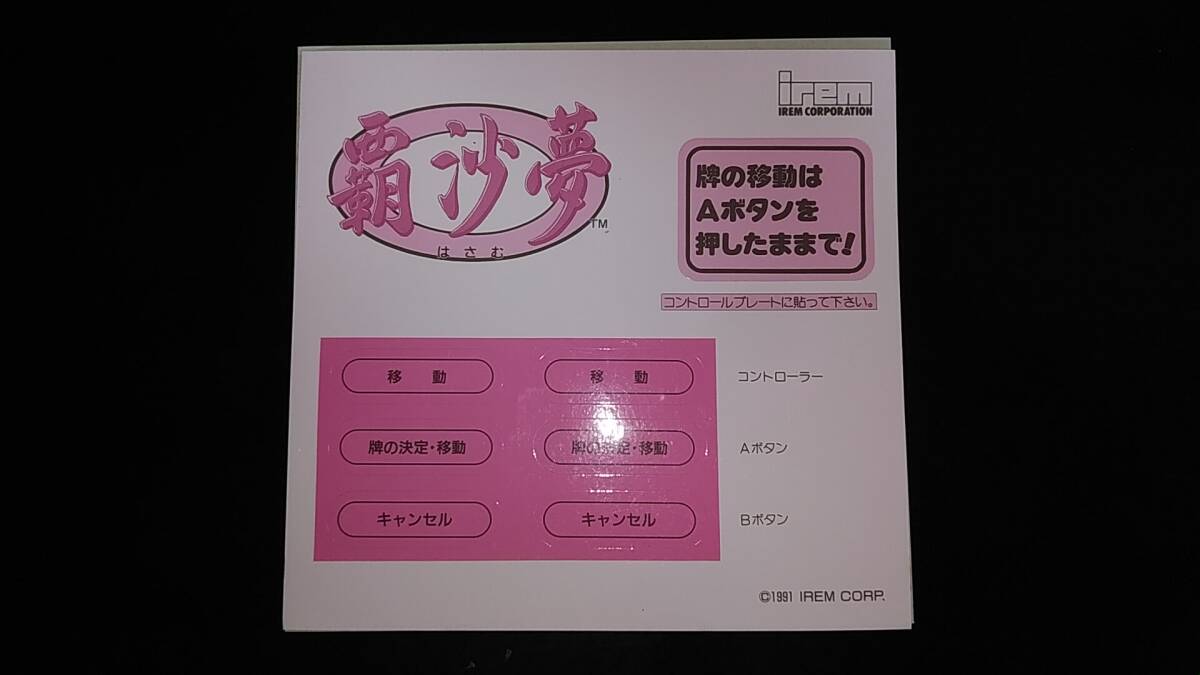 irem
IREM CORPORATION
覇沙夢
TM
はさむ
牌の移動は
Aボタンを
押したままで!
コントロールプレートに貼って下さい。
移動 移動 コントローラー
牌の決定・移動 牌の決定・移動 Aボタン
キャンセル キャンセル Bボタン
©1991 IREM CORP.